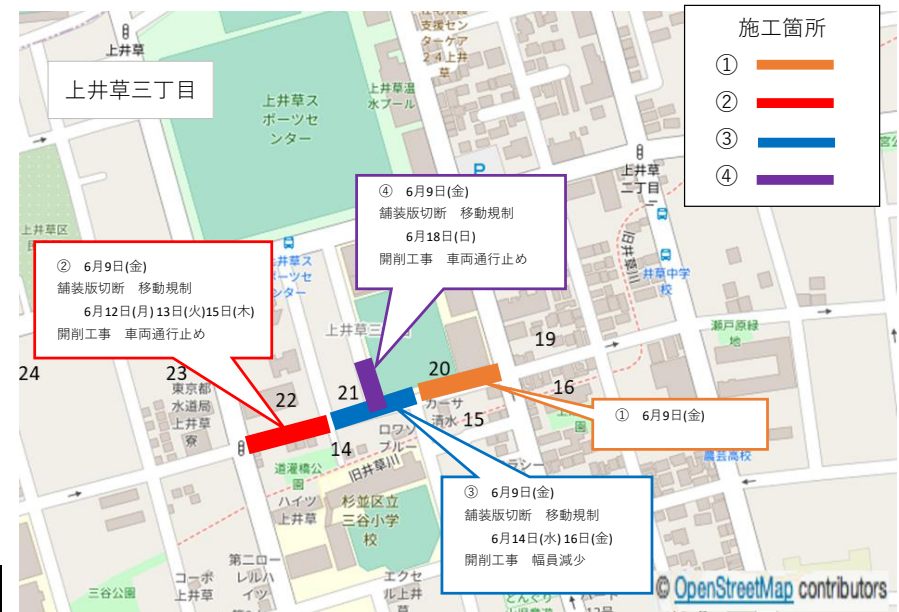 上井草
支援セン
ターケア
24上井
草
施工箇所
①
②
③
④
上井草三丁目
上井草ス
ポーツセ
ンター
上井草温
水プール
P
上井草
二丁目
上井草区
④ 6月9日(金)
舗装版切断 移動規制
6月18日(日)
開削工事 車両通行止め
旧井草川
井草中学
校
② 6月9日(金)
舗装版切断 移動規制
6月12日(月) 13日(火)15日(木)
開削工事 車両通行止め
井草ス
ポーツセ
ンター
上井草三
瀬戸原緑
地
19
20
24
23
22
21
16
東京都
水道局
上井草
寮
カーサ
清水
15
14
ロワゾ
ブルー
① 6月9日(金)
園
農芸高校
旧井草川
道灌橋公
園
ハイツ
上井草
杉並区立
三谷小学
校
③ 6月9日(金)
舗装版切断 移動規制
6月14日(水) 16日(金)
開削工事 幅員減少
三谷公園
コーポ
上井草
第二ロー
レルハ
イツ
エクセ
ル上井
草
© OpenStreetMap contributors